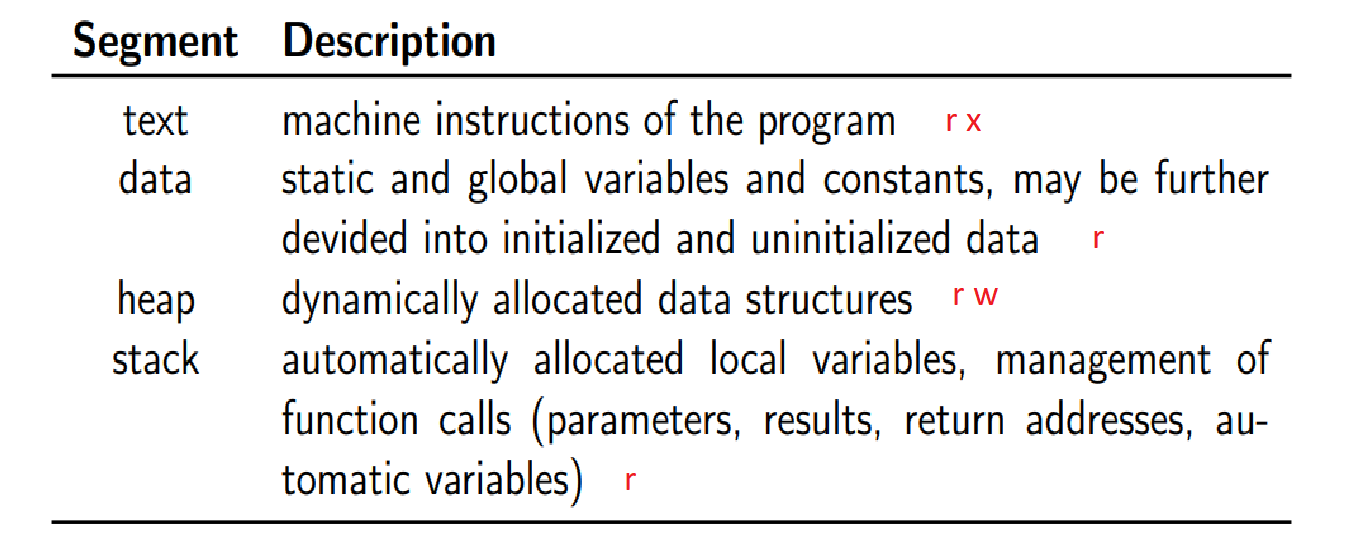 Segment Description
text machine instructions of the program r x
data static and global variables and constants, may be further
devided into initialized and uninitialized data r
heap dynamically allocated data structures r w
stack automatically allocated local variables, management of
function calls (parameters, results, return addresses, au-
tomatic variables) r